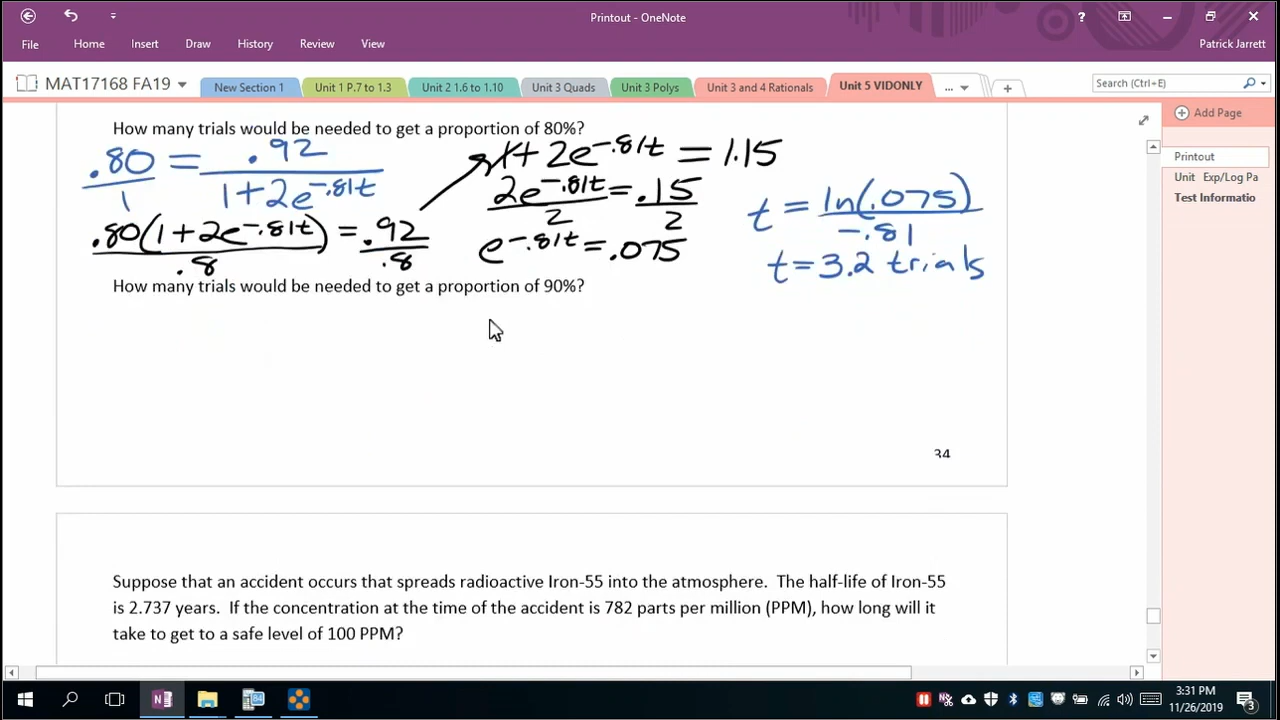 Printout - OneNote
?
File Home Insert Draw History Review View Patrick Jarrett
MAT17168 FA19 New Section 1 Unit 1 P.7 to 1.3 Unit 2 1.6 to 1.10 Unit 3 Quads Unit 3 Polys Unit 3 and 4 Rationals Unit 5 VIDONLY ... + Search (Ctrl+E)
Add Page
Printout
Unit Exp/Log Pa
Test Informatio
How many trials would be needed to get a proportion of 80%?
.80/1 = .92/(1+2e^-.81t)
.80(1+2e^-.81t)/.8 = .92/.8
1+2e^-.81t = 1.15
2e^-.81t/2 = .15/2
e^-.81t = .075
t = ln(.075)/-.81
t = 3.2 trials
How many trials would be needed to get a proportion of 90%?
34
Suppose that an accident occurs that spreads radioactive Iron-55 into the atmosphere. The half-life of Iron-55
is 2.737 years. If the concentration at the time of the accident is 782 parts per million (PPM), how long will it
take to get to a safe level of 100 PPM?
3:31 PM
11/26/2019
3